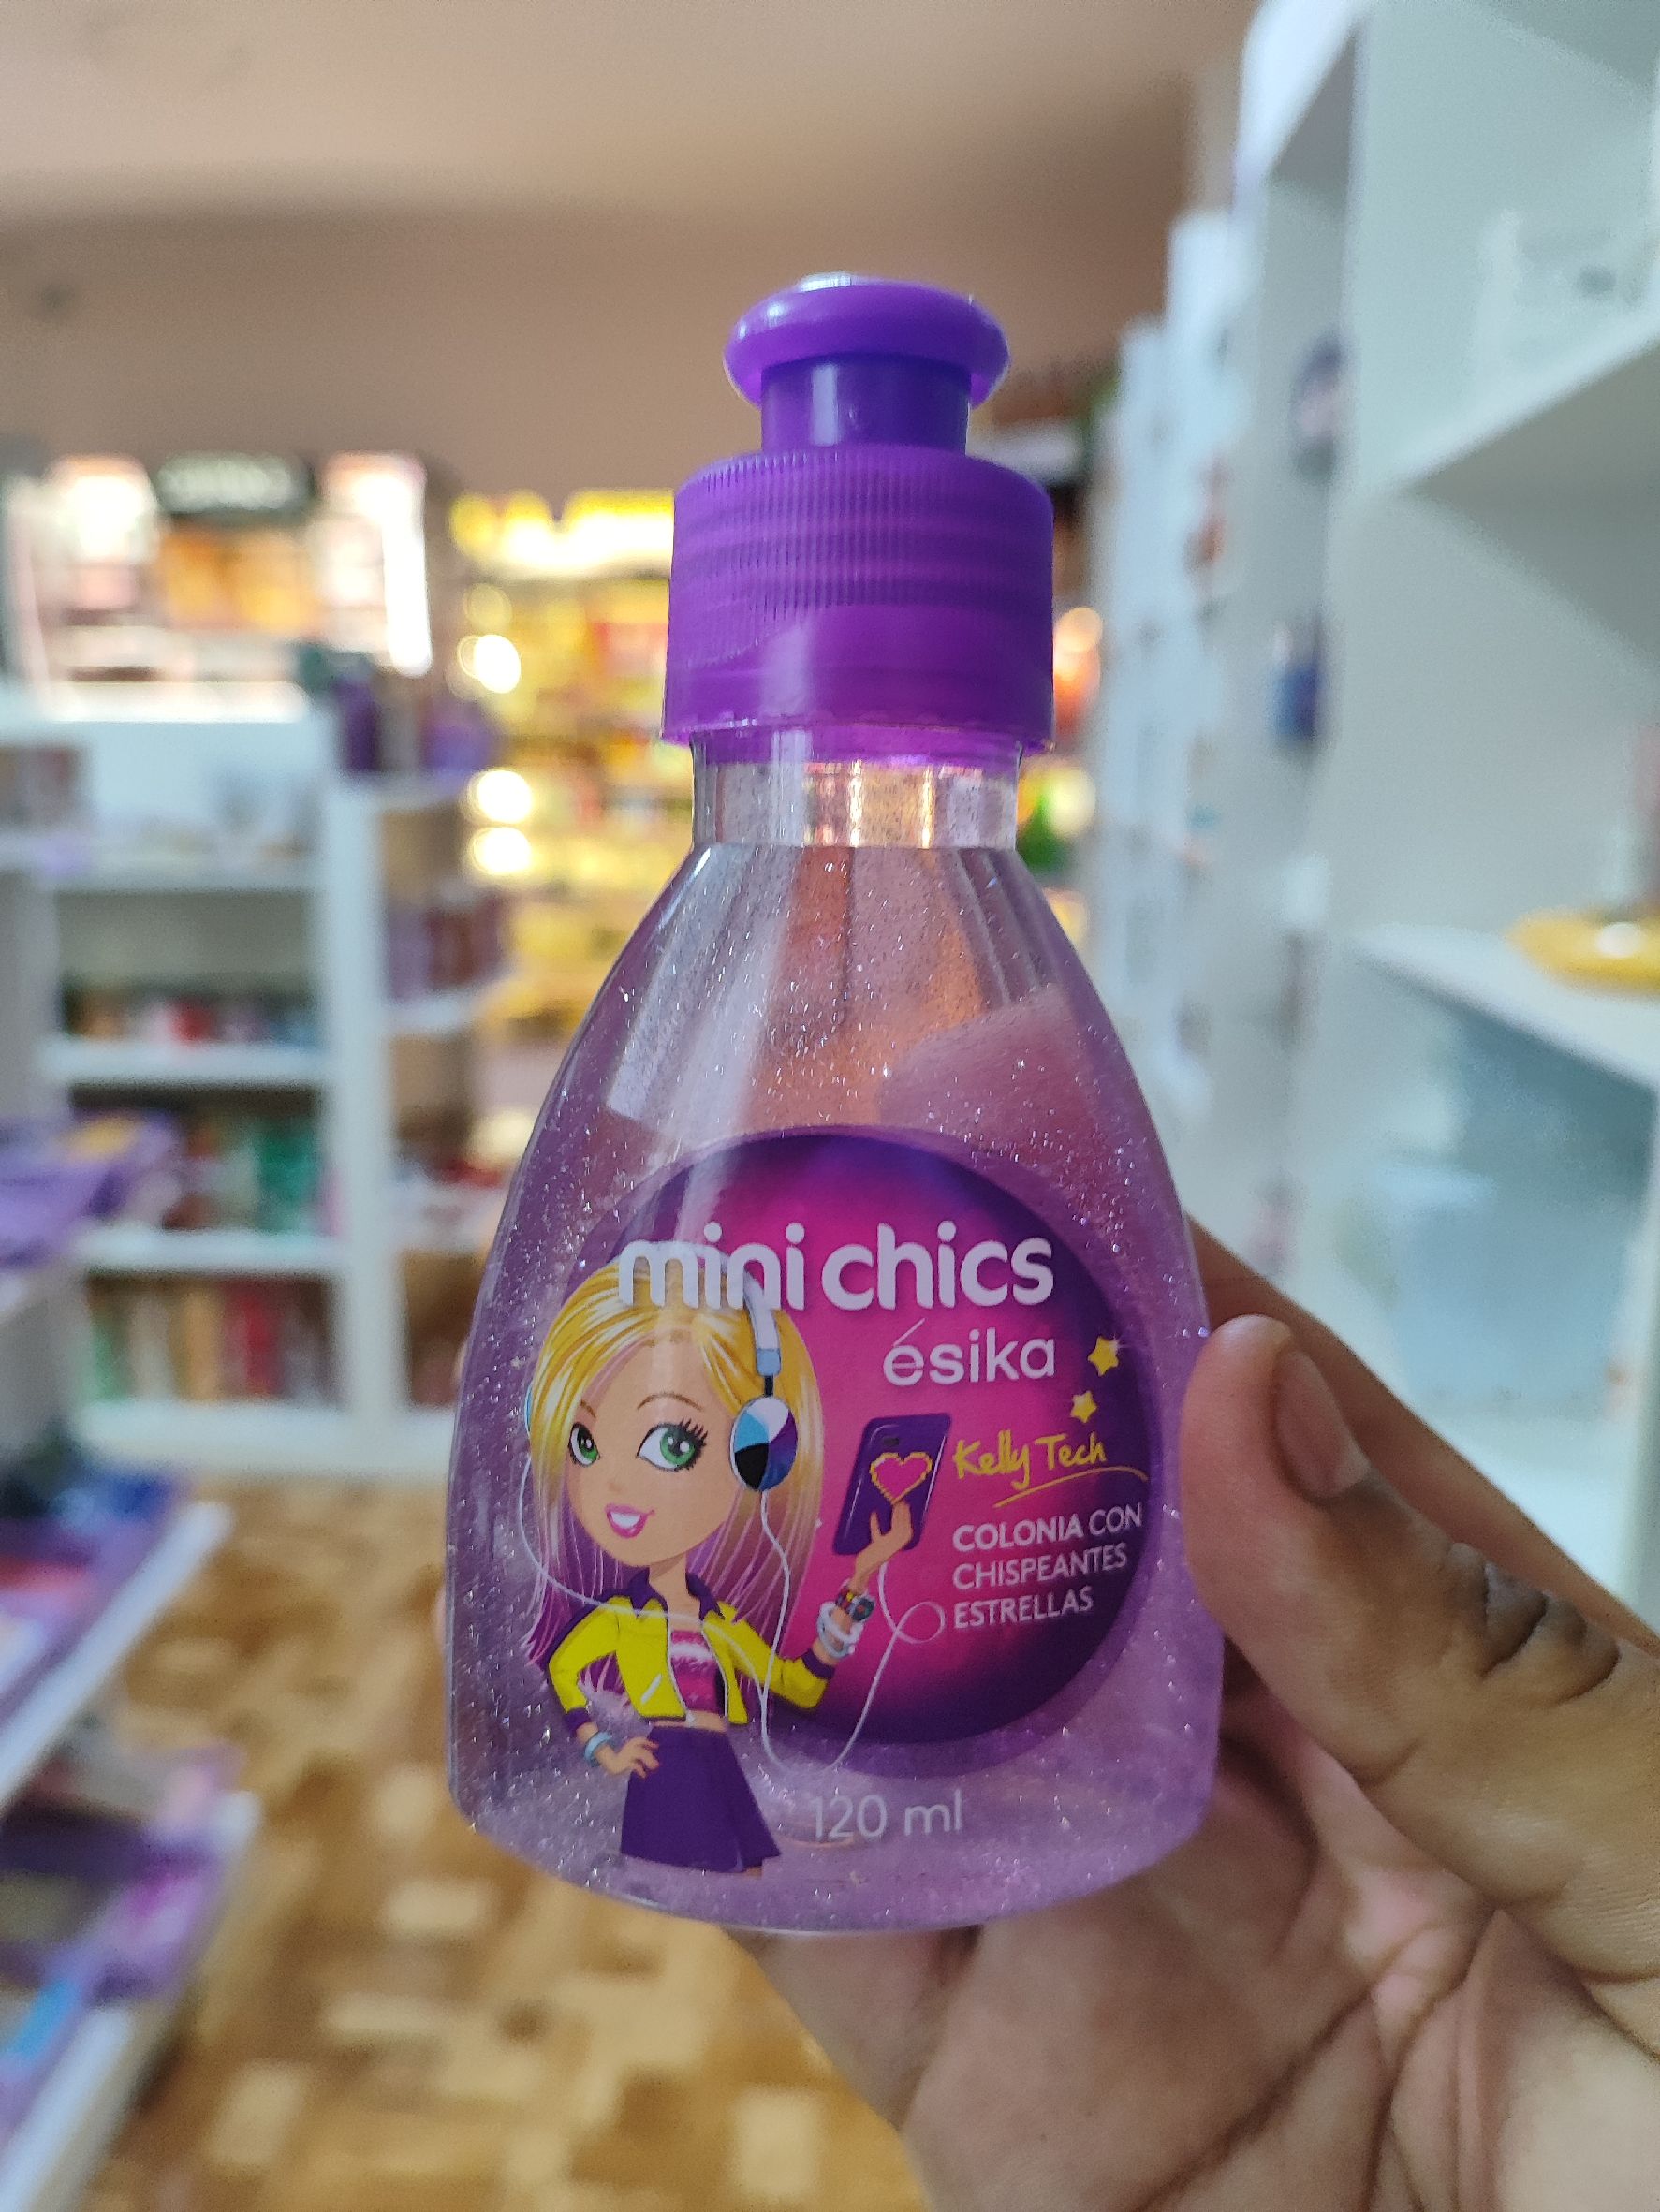 mini chics
ésika
Kelly Tech
COLONIA CON
CHISPEANTES
ESTRELLAS
120 ml